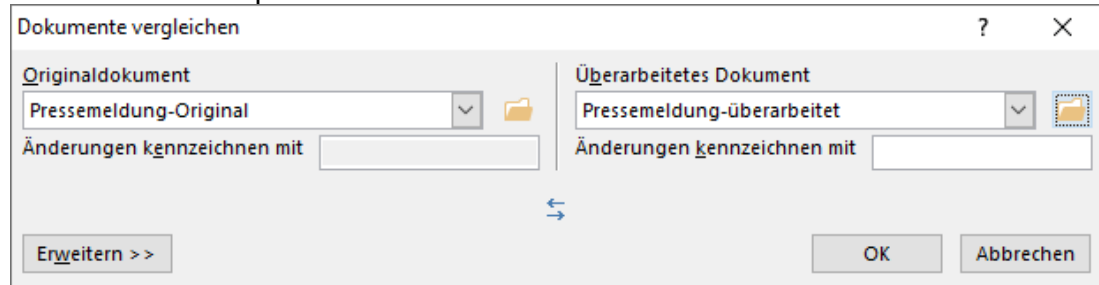 Dokumente vergleichen ?
Originaldokument
Pressemeldung-Original
Änderungen kennzeichnen mit
Überarbeitetes Dokument
Pressemeldung-überarbeitet
Änderungen kennzeichnen mit
Erweitern >>
OK
Abbrechen